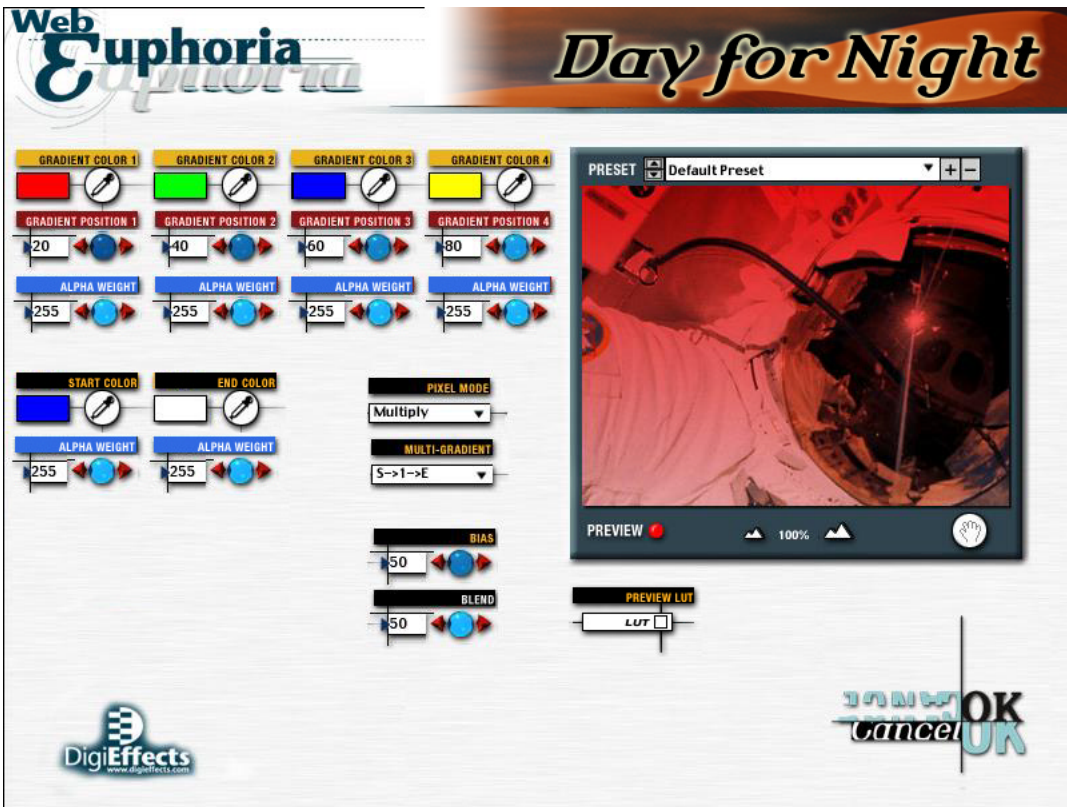 Web
Euphoria
Day for Night
GRADIENT COLOR 1
GRADIENT COLOR 2
GRADIENT COLOR 3
GRADIENT COLOR 4
GRADIENT POSITION 1
GRADIENT POSITION 2
GRADIENT POSITION 3
GRADIENT POSITION 4
20
40
60
80
ALPHA WEIGHT
ALPHA WEIGHT
ALPHA WEIGHT
ALPHA WEIGHT
255
255
255
255
PRESET Default Preset + −
START COLOR
END COLOR
ALPHA WEIGHT
ALPHA WEIGHT
255
255
PIXEL MODE
Multiply
MULTI-GRADIENT
S->1->E
BIAS
50
BLEND
50
PREVIEW 100%
PREVIEW LUT
LUT
DigiEffects
www.digieffects.com
Cancel
OK